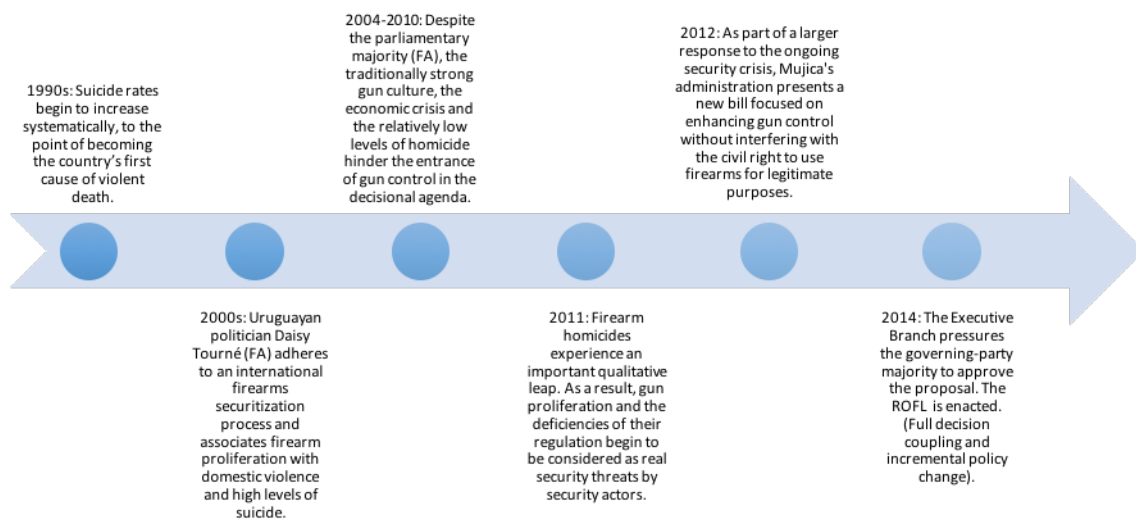 1990s: Suicide rates
begin to increase
systematically, to the
point of becoming
the country's first
cause of violent
death.
2000s: Uruguayan
politician Daisy
Tourné (FA) adheres
to an international
firearms
securitization
process and
associates firearm
proliferation with
domestic violence
and high levels of
suicide.
2004-2010: Despite
the parliamentary
majority (FA), the
traditionally strong
gun culture, the
economic crisis and
the relatively low
levels of homicide
hinder the entrance
of gun control in the
decisional agenda.
2011: Firearm
homicides
experience an
important qualitative
leap. As a result, gun
proliferation and the
deficiencies of their
regulation begin to
be considered as real
security threats by
security actors.
2012: As part of a larger
response to the ongoing
security crisis, Mujica's
administration presents a
new bill focused on
enhancing gun control
without interfering with
the civil right to use
firearms for legitimate
purposes.
2014: The Executive
Branch pressures
the governing-party
majority to approve
the proposal. The
ROFL is enacted.
(Full decision
coupling and
incremental policy
change).